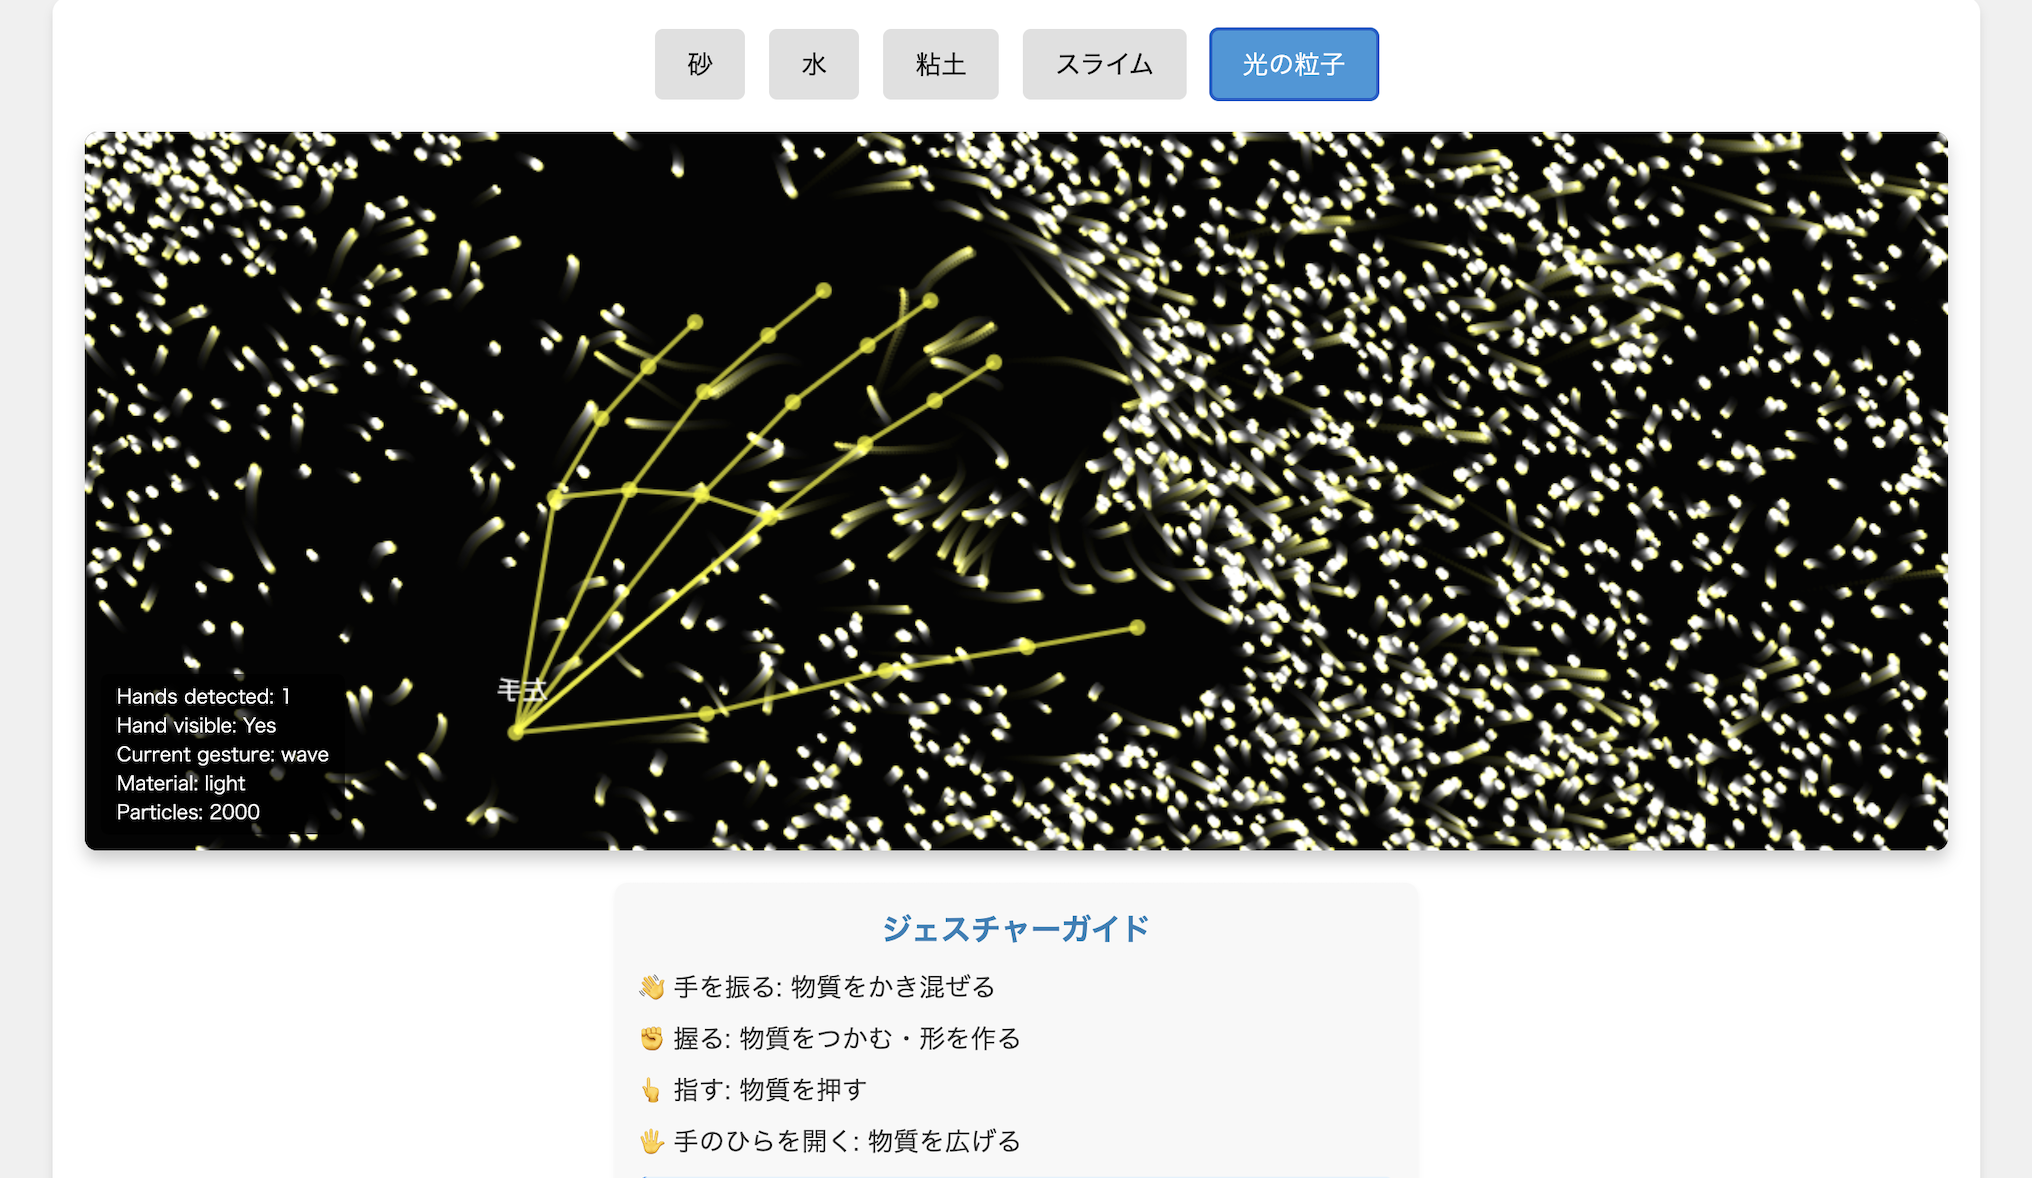 砂
水
粘土
スライム
光の粒子
Hands detected: 1
Hand visible: Yes
Current gesture: wave
Material: light
Particles: 2000
ジェスチャーガイド
👋 手を振る: 物質をかき混ぜる
✊ 握る: 物質をつかむ・形を作る
👆 指す: 物質を押す
🖐 手のひらを開く: 物質を広げる